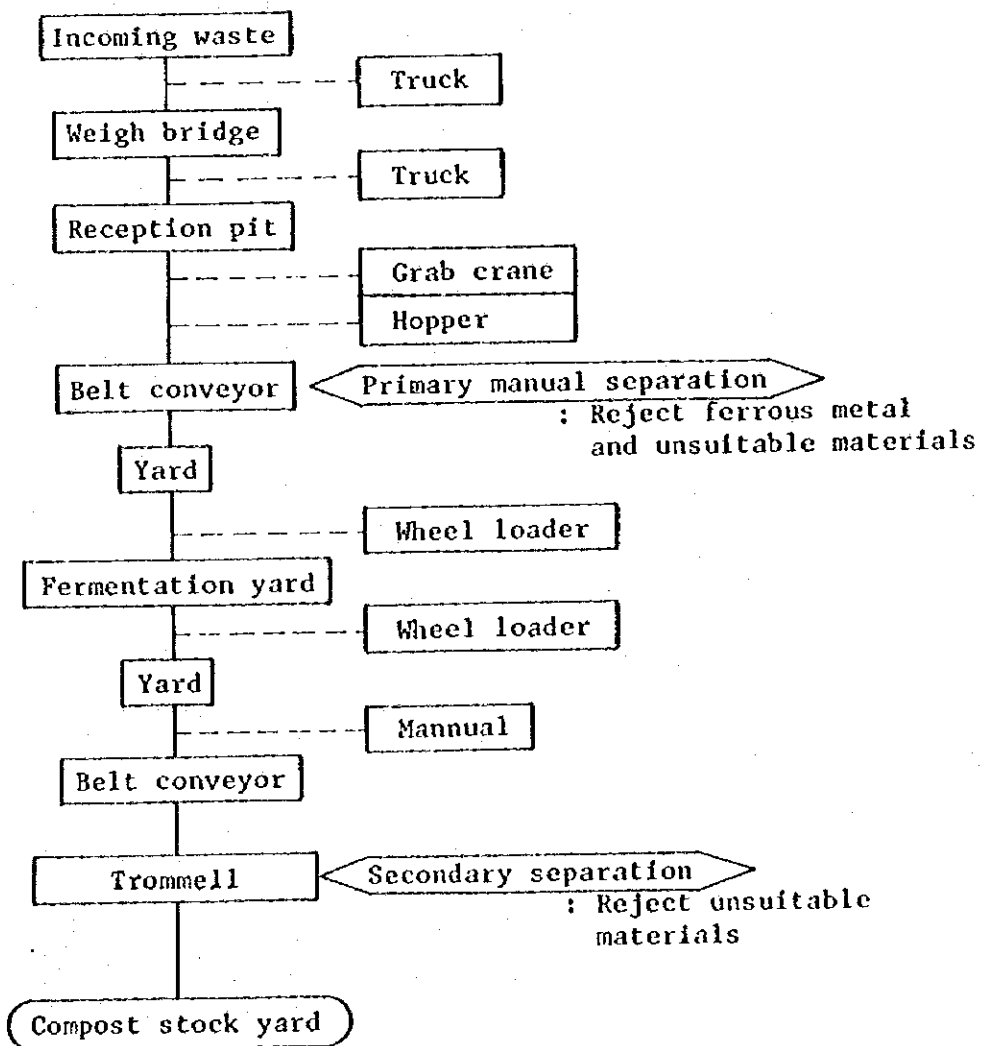 Incoming waste
Truck
Weigh bridge
Truck
Reception pit
Grab crane
Hopper
Belt conveyor
Primary manual separation
: Reject ferrous metal
and unsuitable materials
Yard
Wheel loader
Fermentation yard
Wheel loader
Yard
Mannual
Belt conveyor
Trommell
Secondary separation
: Reject unsuitable
materials
Compost stock yard